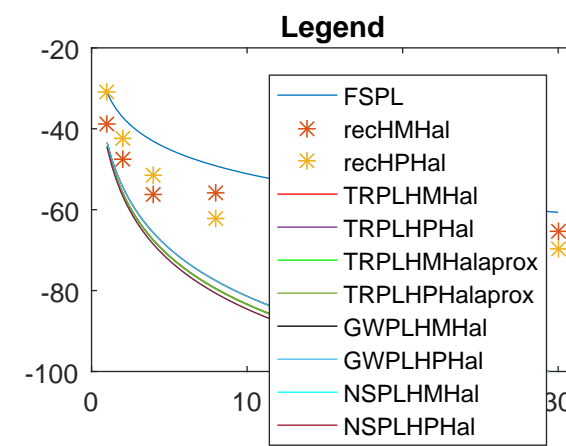 Legend
-20
-40
-60
-80
-100
0
10
30
FSPL
recHMHal
recHPHal
TRPLHMHal
TRPLHPHal
TRPLHMHalaprox
TRPLHPHalaprox
GWPLHMHal
GWPLHPHal
NSPLHMHal
NSPLHPHal